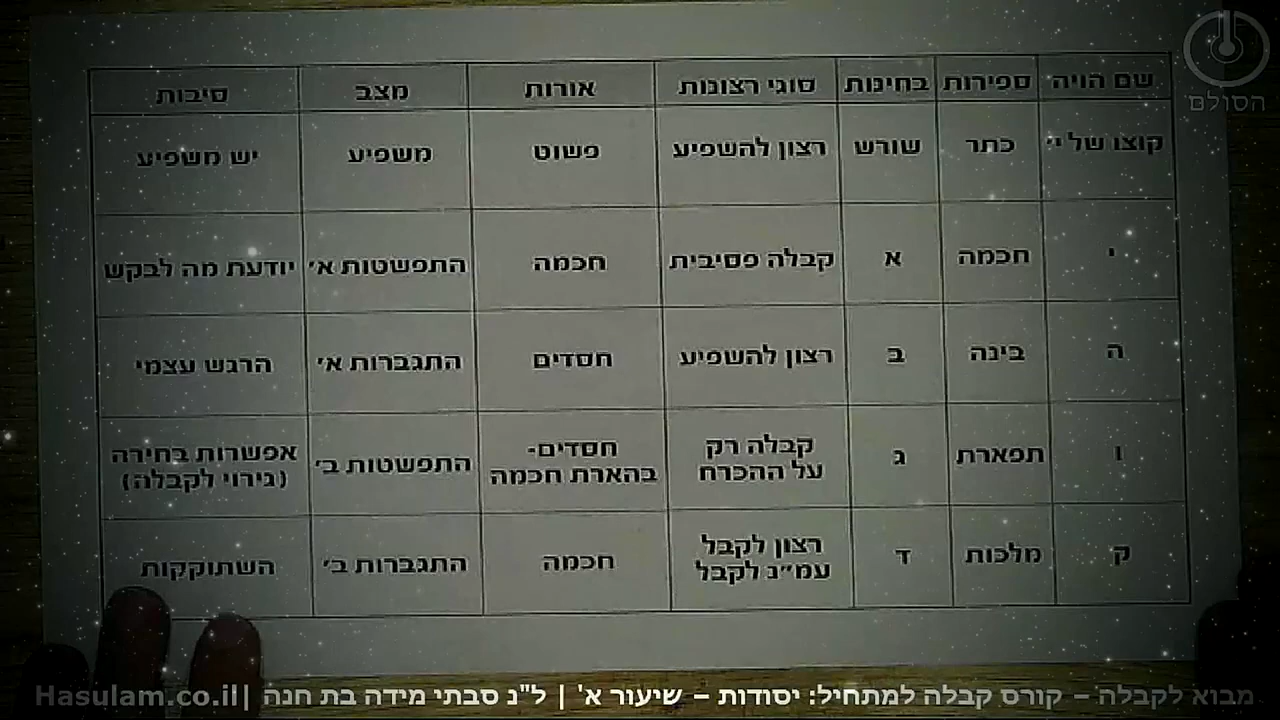 הסולם
שם הויה ספירות בחינות סוגי רצונות אורות מצב סיבות
קוצו של י' כתר שורש רצון להשפיע פשוט משפיע יש משפיע
י חכמה א קבלה פסיבית חכמה התפשטות א' יודעת מה לבקש
ה בינה ב רצון להשפיע חסדים התגברות א' הרגש עצמי
ו תפארת ג קבלה רק על ההכרח חסדים- בהארת חכמה התפשטות ב' אפשרות בחירה (גירוי לקבלה)
ק מלכות ד רצון לקבל עמ"נ לקבל חכמה התגברות ב' השתוקקות
מבוא לקבלה – קורס קבלה למתחיל: יסודות – שיעור א' | ל"נ סבתי מידה בת חנה | Hasulam.co.il